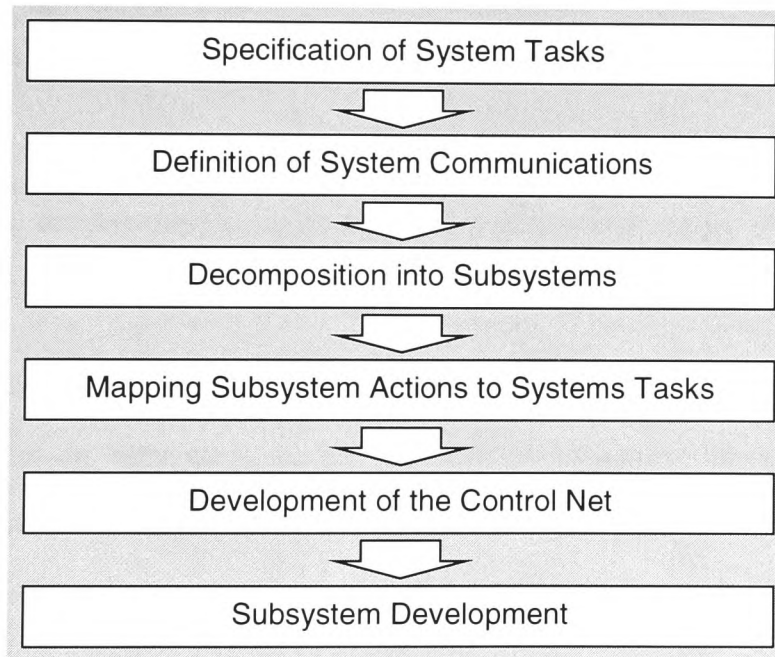 Specification of System Tasks
Definition of System Communications
Decomposition into Subsystems
Mapping Subsystem Actions to Systems Tasks
Development of the Control Net
Subsystem Development